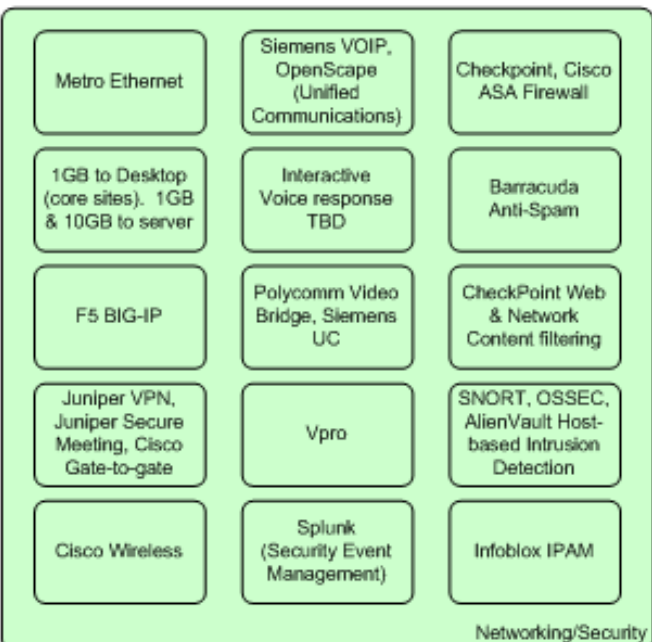 Metro Ethernet
Siemens VOIP,
OpenScape
(Unified
Communications)
Checkpoint, Cisco
ASA Firewall
1GB to Desktop
(core sites).  1GB
& 10GB to server
Interactive
Voice response
TBD
Barracuda
Anti-Spam
F5 BIG-IP
Polycomm Video
Bridge, Siemens
UC
CheckPoint Web
& Network
Content filtering
Juniper VPN,
Juniper Secure
Meeting, Cisco
Gate-to-gate
Vpro
SNORT, OSSEC,
AlienVault Host-
based Intrusion
Detection
Cisco Wireless
Splunk
(Security Event
Management)
Infoblox IPAM
Networking/Security